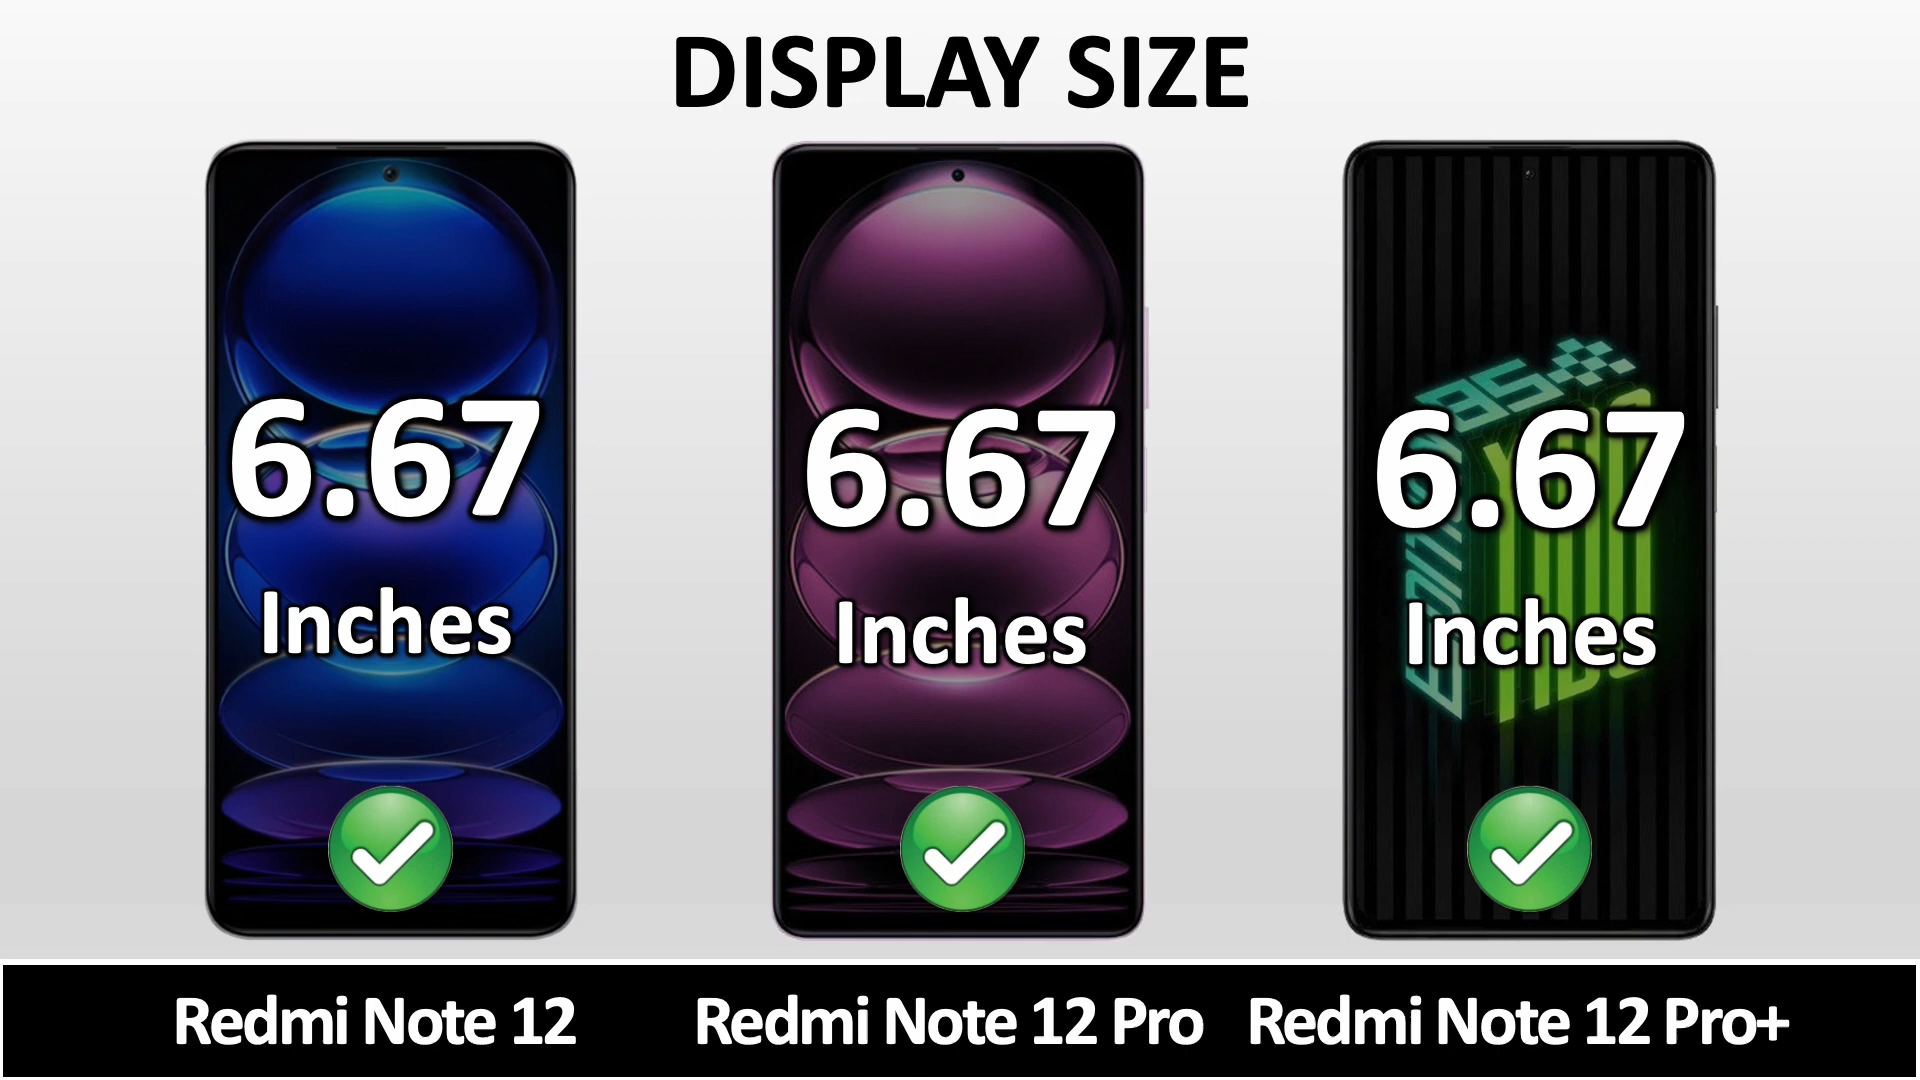 DISPLAY SIZE
6.67
Inches
6.67
Inches
6.67
Inches
Redmi Note 12
Redmi Note 12 Pro
Redmi Note 12 Pro+